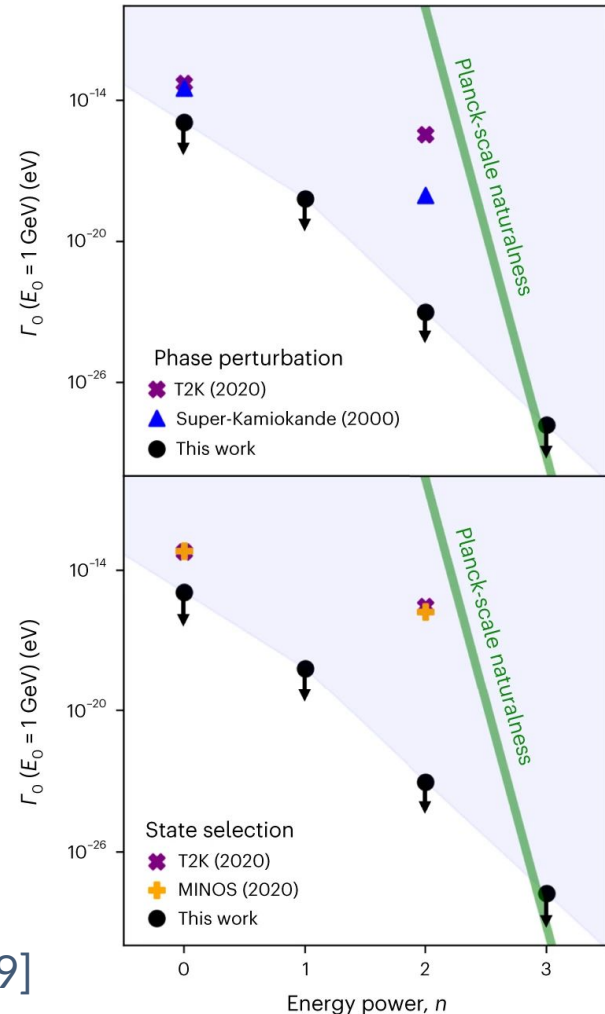 10⁻¹⁴
10⁻²⁰
10⁻²⁶
Γ₀ (E₀ = 1 GeV) (eV)
Planck-scale naturalness
Phase perturbation
T2K (2020)
Super-Kamiokande (2000)
This work
10⁻¹⁴
10⁻²⁰
10⁻²⁶
Γ₀ (E₀ = 1 GeV) (eV)
Planck-scale naturalness
State selection
T2K (2020)
MINOS (2020)
This work
9]
0 1 2 3
Energy power, n